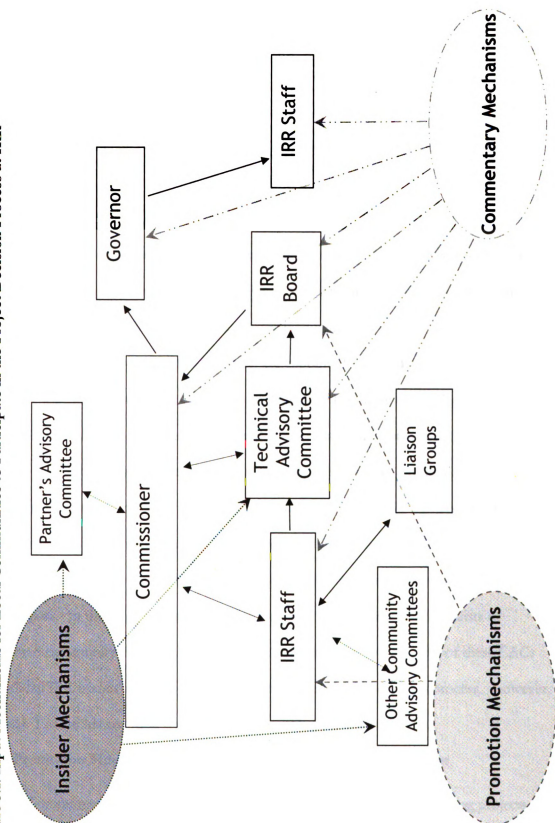 Insider Mechanisms
Partner's Advisory
Committee
Commissioner
Governor
IRR Staff
Technical
Advisory
Committee
IRR
Board
IRR Staff
Other Community
Advisory Committees
Liaison
Groups
Promotion Mechanisms
Commentary Mechanisms